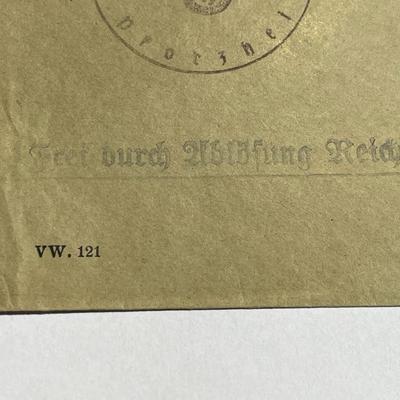 Pforzhei
Frei durch Ablösung Reich
VW. 121